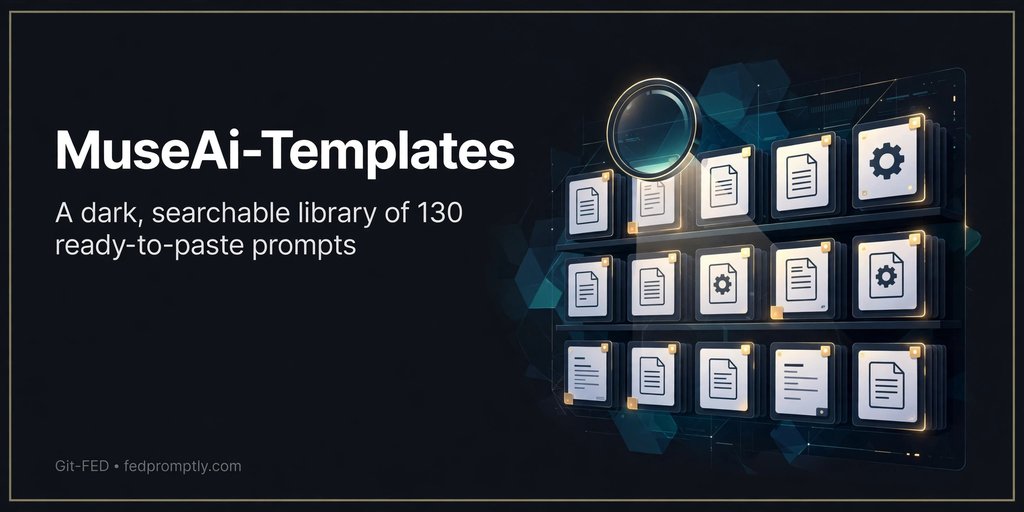 MuseAi-Templates
A dark, searchable library of 130
ready-to-paste prompts
Git-FED • fedpromptly.com